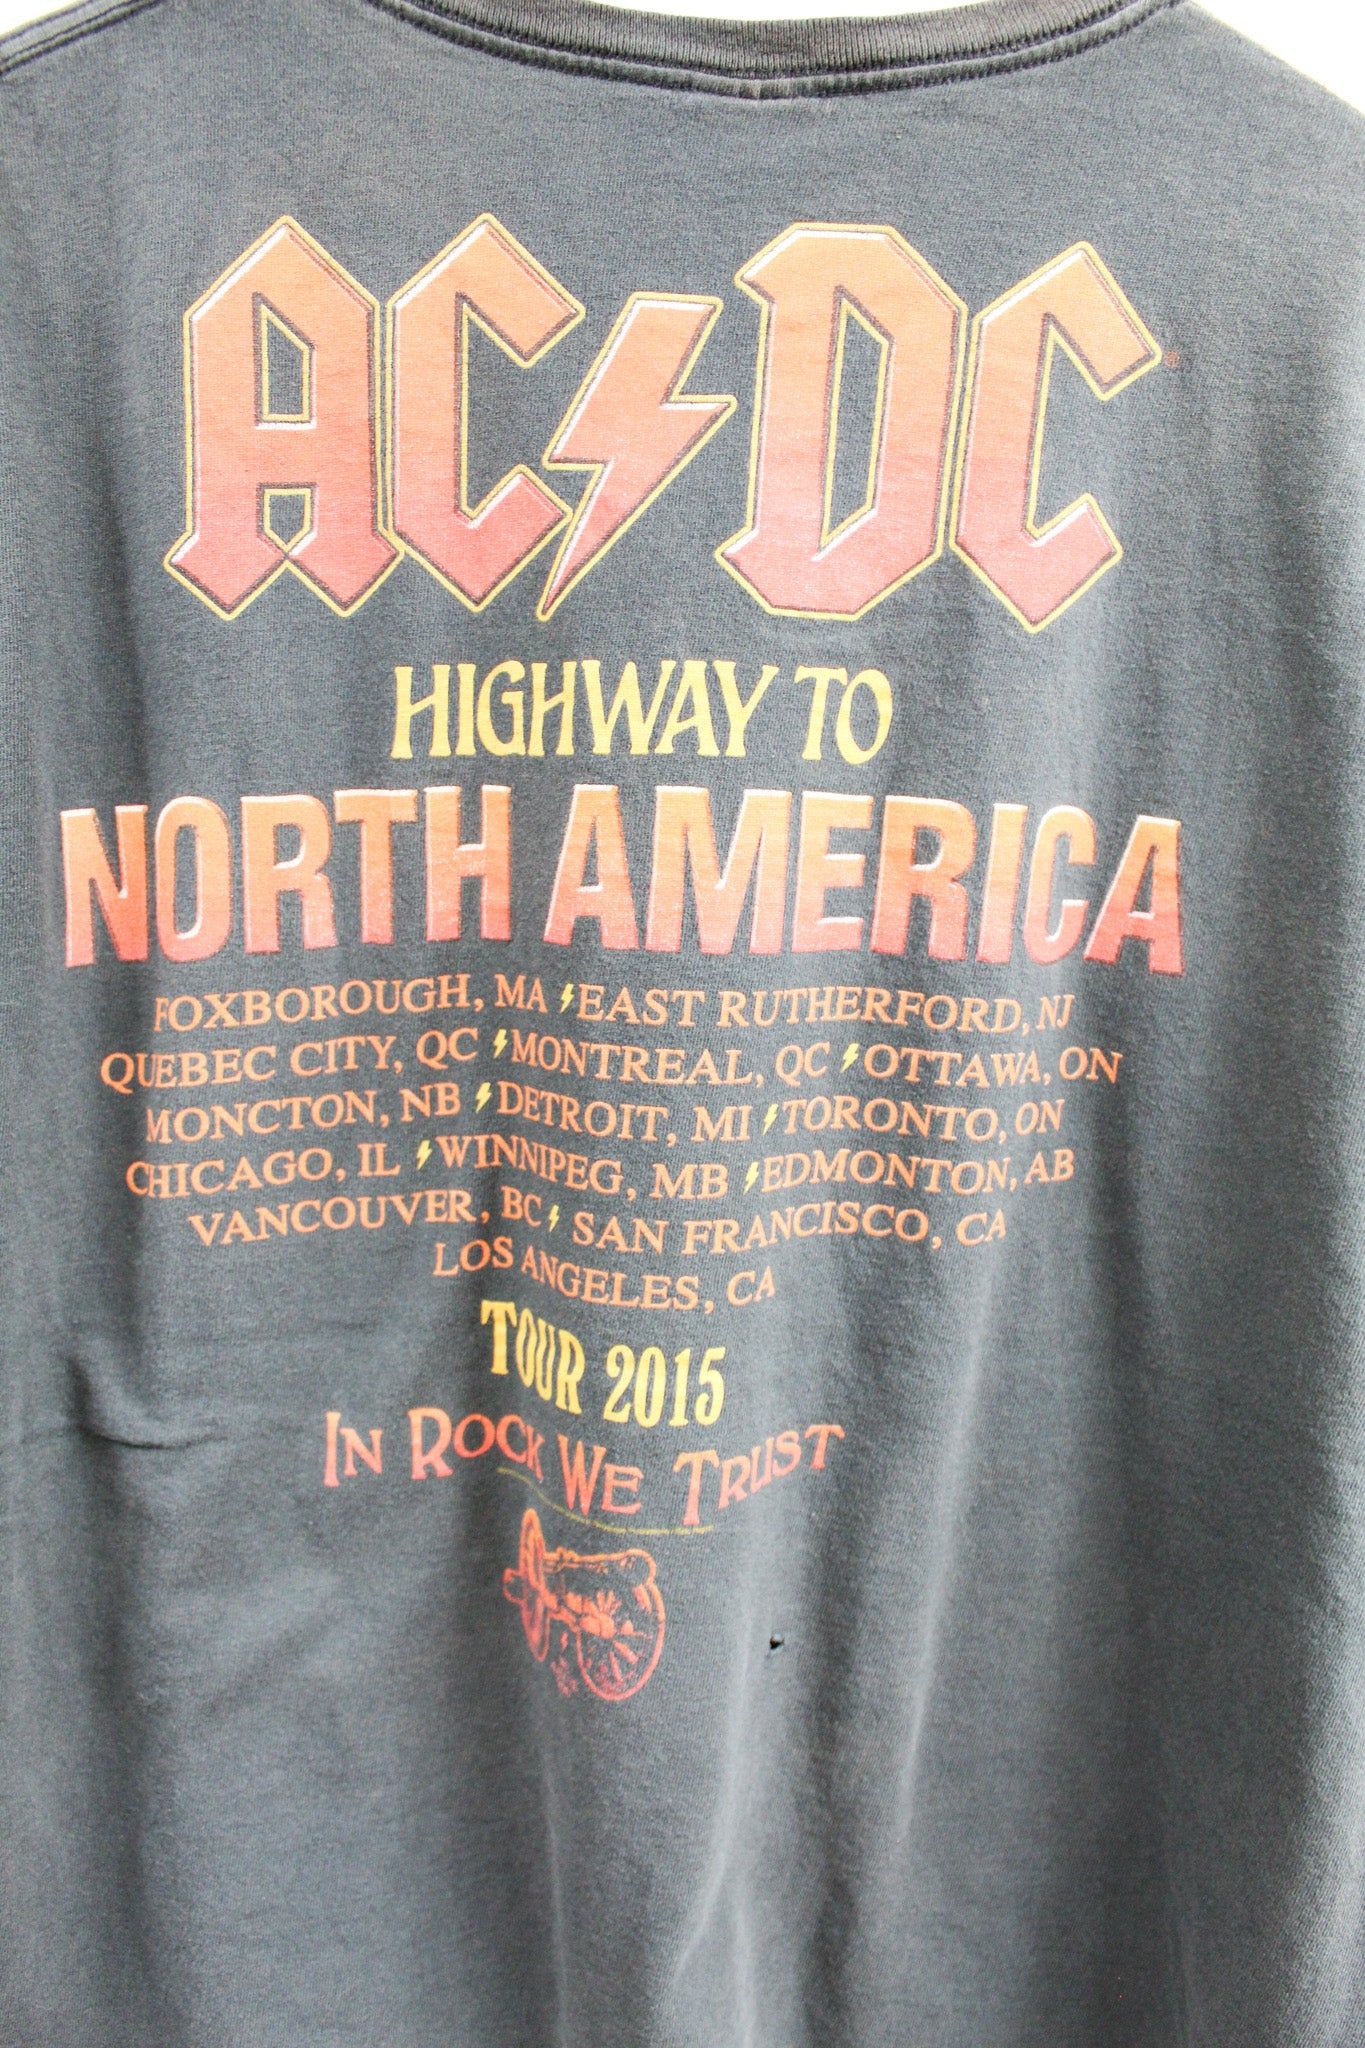 AC⚡DC®
HIGHWAY TO
NORTH AMERICA
FOXBOROUGH, MA ⚡ EAST RUTHERFORD, NJ
QUEBEC CITY, QC ⚡ MONTREAL, QC ⚡ OTTAWA, ON
MONCTON, NB ⚡ DETROIT, MI ⚡ TORONTO, ON
CHICAGO, IL ⚡ WINNIPEG, MB ⚡ EDMONTON, AB
VANCOUVER, BC ⚡ SAN FRANCISCO, CA
LOS ANGELES, CA
TOUR 2015
IN ROCK WE TRUST